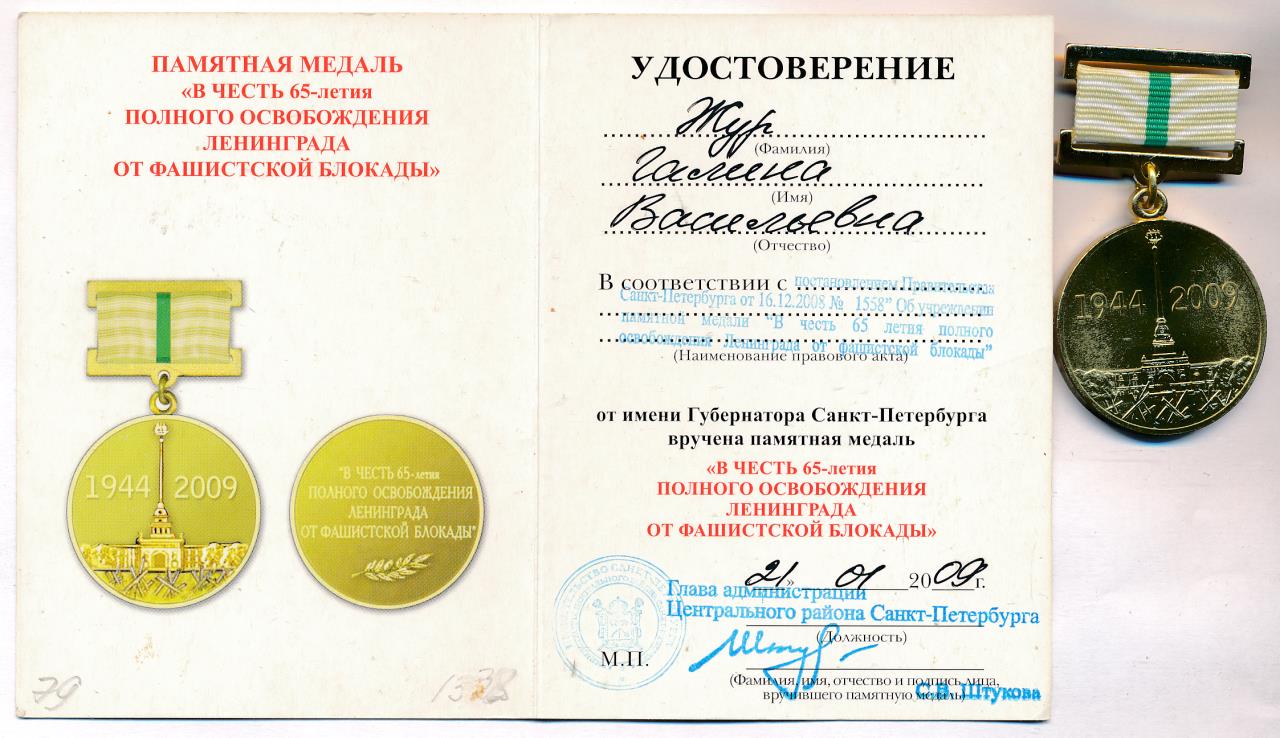 ПАМЯТНАЯ МЕДАЛЬ
«В ЧЕСТЬ 65-летия
ПОЛНОГО ОСВОБОЖДЕНИЯ
ЛЕНИНГРАДА
ОТ ФАШИСТСКОЙ БЛОКАДЫ»
1944 2009
"В ЧЕСТЬ 65-летия
ПОЛНОГО ОСВОБОЖДЕНИЯ
ЛЕНИНГРАДА
ОТ ФАШИСТСКОЙ БЛОКАДЫ"
79
1338
УДОСТОВЕРЕНИЕ
Жур
(Фамилия)
Галина
(Имя)
Васильевна
(Отчество)
В соответствии с постановлением Правительства
Санкт-Петербурга от 16.12.2008 № 1558" Об учреждении
памятной медали "В честь 65 летия полного
освобождения Ленинграда от фашистской блокады"
(Наименование правового акта)
от имени Губернатора Санкт-Петербурга
вручена памятная медаль
«В ЧЕСТЬ 65-летия
ПОЛНОГО ОСВОБОЖДЕНИЯ
ЛЕНИНГРАДА
ОТ ФАШИСТСКОЙ БЛОКАДЫ»
21» 01 2009г.
Глава администрации
Центрального района Санкт-Петербурга
(Должность)
М.П.
(Фамилия, имя, отчество и подпись лица,
вручившего памятную медаль)
С.В. Штукова
1944 2009